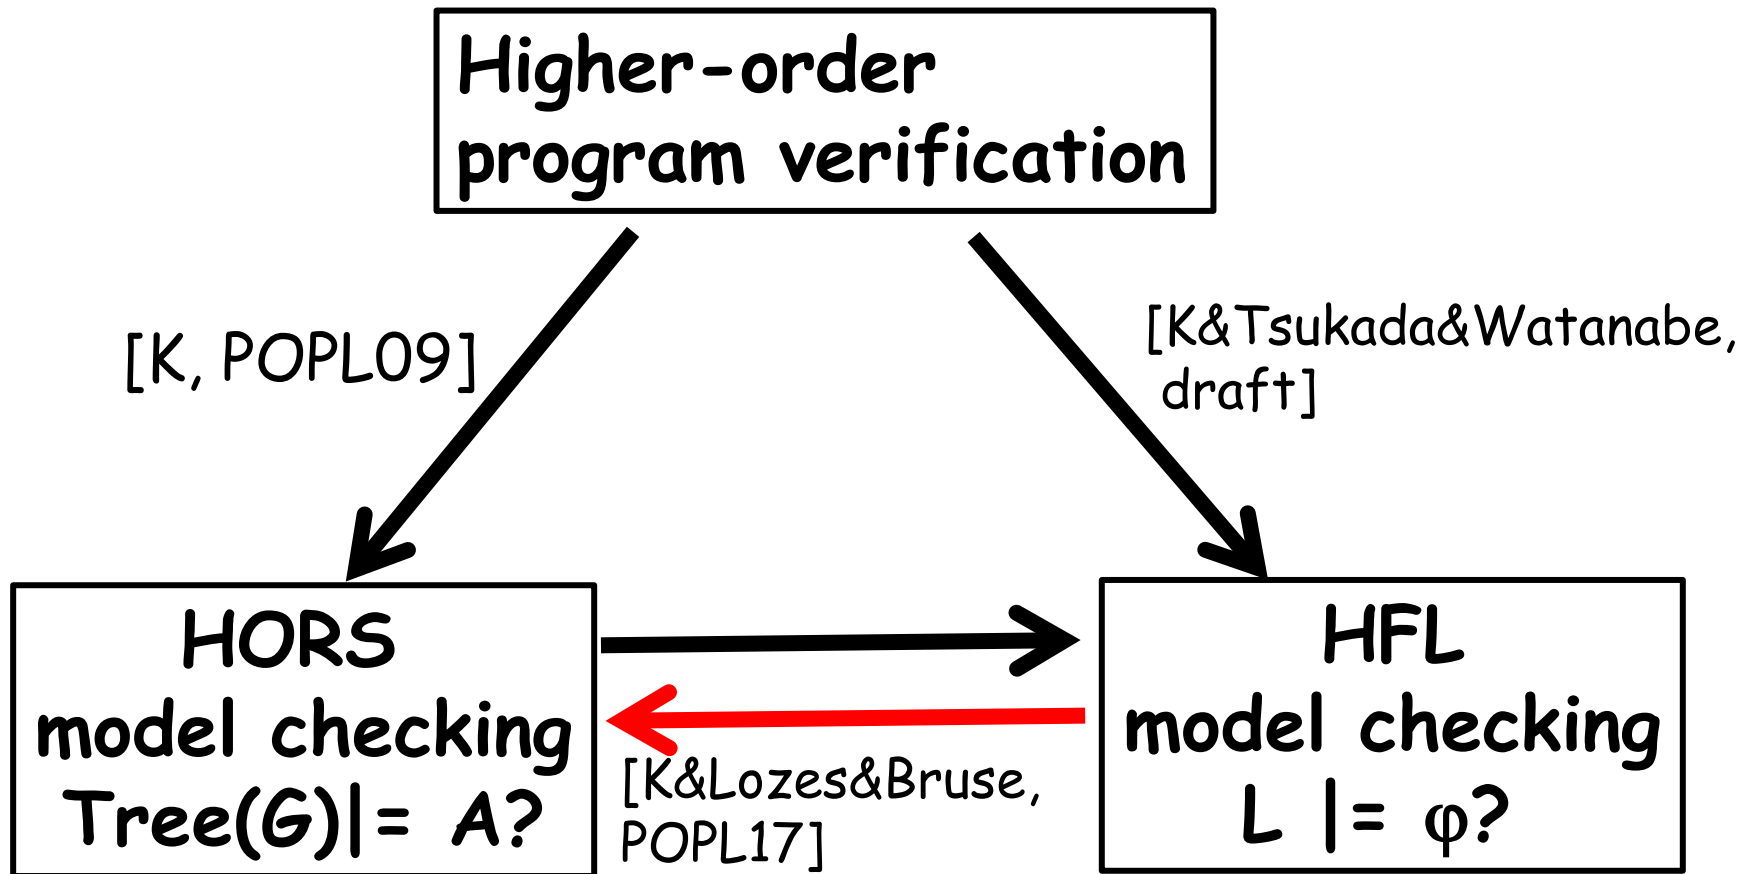 Higher-order
program verification
[K, POPL09]
[K&Tsukada&Watanabe,
draft]
HORS
model checking
Tree(G)|= A?
[K&Lozes&Bruse,
POPL17]
HFL
model checking
L |= φ?